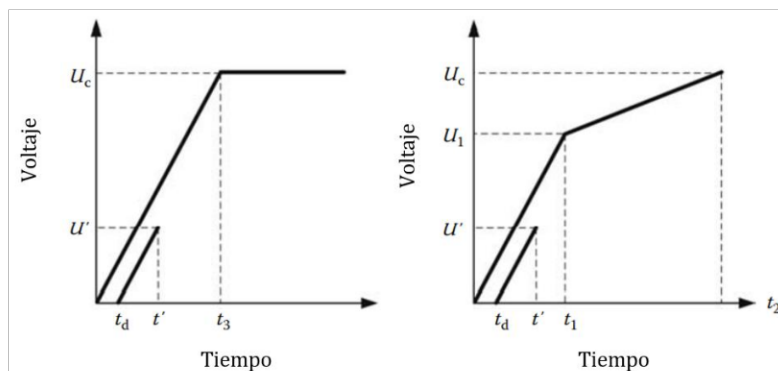 Voltaje
U_c
U'
t_d
t'
t_3
Tiempo
Voltaje
U_c
U_1
U'
t_d
t'
t_1
t_2
Tiempo